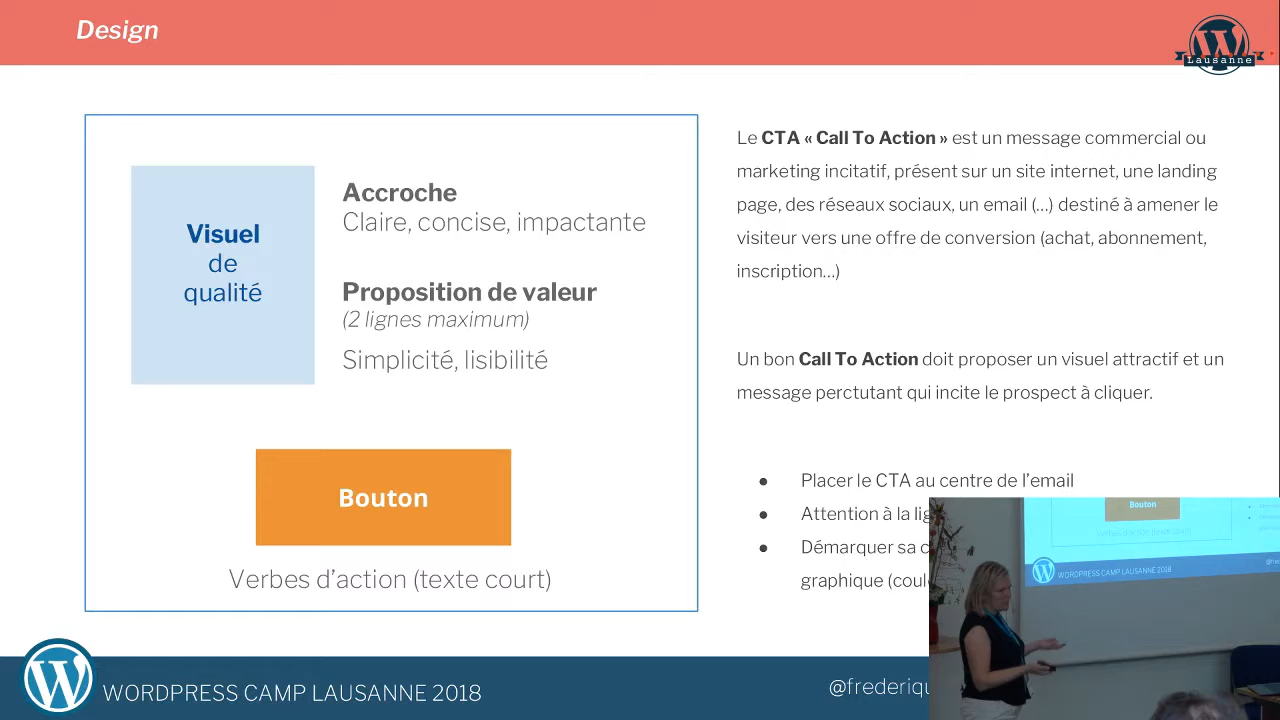 Design
Lausanne
Visuel
de
qualité
Accroche
Claire, concise, impactante
Proposition de valeur
(2 lignes maximum)
Simplicité, lisibilité
Bouton
Verbes d'action (texte court)
Le CTA « Call To Action » est un message commercial ou
marketing incitatif, présent sur un site internet, une landing
page, des réseaux sociaux, un email (...) destiné à amener le
visiteur vers une offre de conversion (achat, abonnement,
inscription...)
Un bon Call To Action doit proposer un visuel attractif et un
message perctutant qui incite le prospect à cliquer.
● Placer le CTA au centre de l'email
● Attention à la
● Démarquer sa
graphique
WORDPRESS CAMP LAUSANNE 2018
Bouton
Verbes d'action (texte court)
WORDPRESS CAMP LAUSANNE 2018